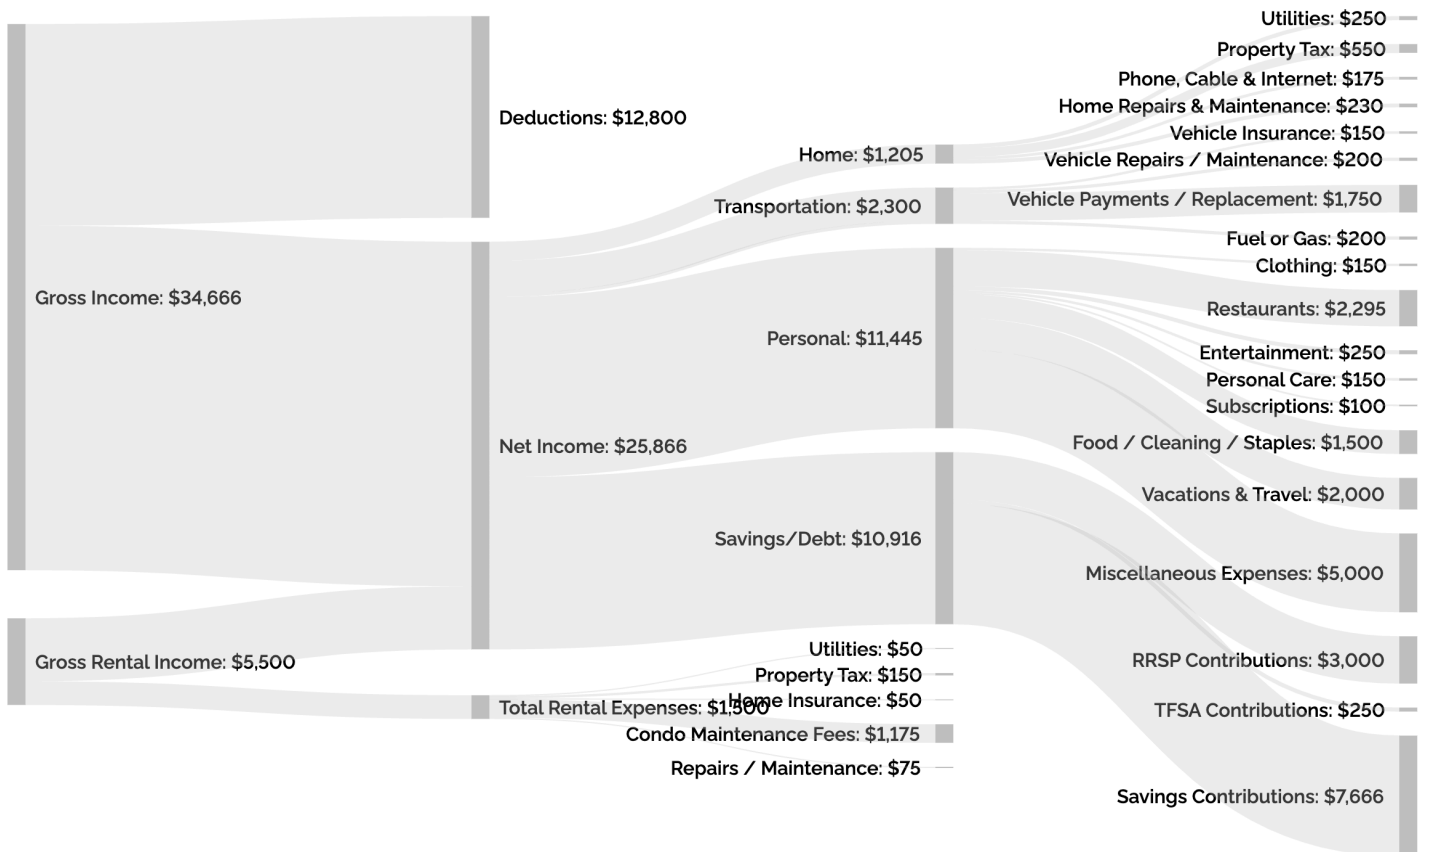 Gross Income: $34,666
Gross Rental Income: $5,500
Deductions: $12,800
Net Income: $25,866
Total Rental Expenses: $1,500
Home: $1,205
Transportation: $2,300
Personal: $11,445
Savings/Debt: $10,916
Utilities: $50
Property Tax: $150
Home Insurance: $50
Condo Maintenance Fees: $1,175
Repairs / Maintenance: $75
Utilities: $250
Property Tax: $550
Phone, Cable & Internet: $175
Home Repairs & Maintenance: $230
Vehicle Insurance: $150
Vehicle Repairs / Maintenance: $200
Vehicle Payments / Replacement: $1,750
Fuel or Gas: $200
Clothing: $150
Restaurants: $2,295
Entertainment: $250
Personal Care: $150
Subscriptions: $100
Food / Cleaning / Staples: $1,500
Vacations & Travel: $2,000
Miscellaneous Expenses: $5,000
RRSP Contributions: $3,000
TFSA Contributions: $250
Savings Contributions: $7,666